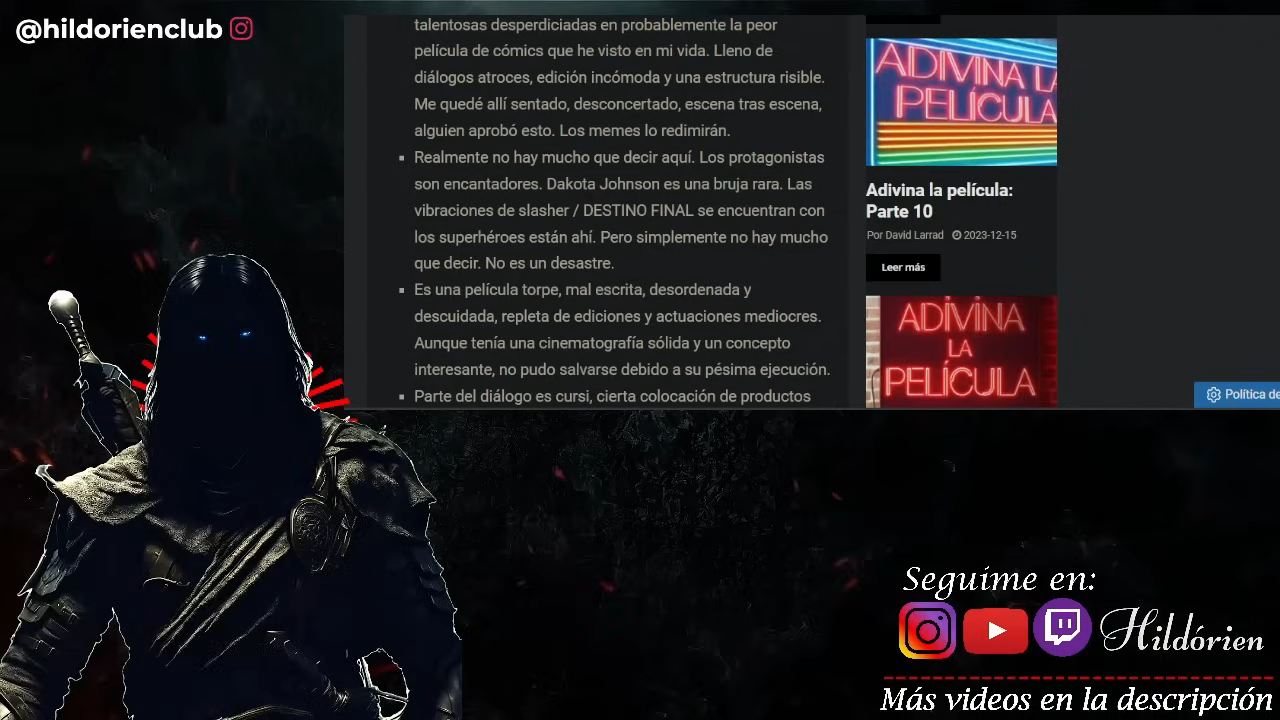 @hildorienclub
talentosas desperdiciadas en probablemente la peor
película de cómics que he visto en mi vida. Lleno de
diálogos atroces, edición incómoda y una estructura risible.
Me quedé allí sentado, desconcertado, escena tras escena,
alguien aprobó esto. Los memes lo redimirán.
Realmente no hay mucho que decir aquí. Los protagonistas
son encantadores. Dakota Johnson es una bruja rara. Las
vibraciones de slasher / DESTINO FINAL se encuentran con
los superhéroes están ahí. Pero simplemente no hay mucho
que decir. No es un desastre.
Es una película torpe, mal escrita, desordenada y
descuidada, repleta de ediciones y actuaciones mediocres.
Aunque tenía una cinematografía sólida y un concepto
interesante, no pudo salvarse debido a su pésima ejecución.
Parte del diálogo es cursi, cierta colocación de productos
ADIVINA LA
PELÍCULA
Adivina la película:
Parte 10
Por David Larrad 2023-12-15
Leer más
ADIVINA
LA
PELÍCULA
Política de
Seguíme en:
Hildórien
Más videos en la descripción